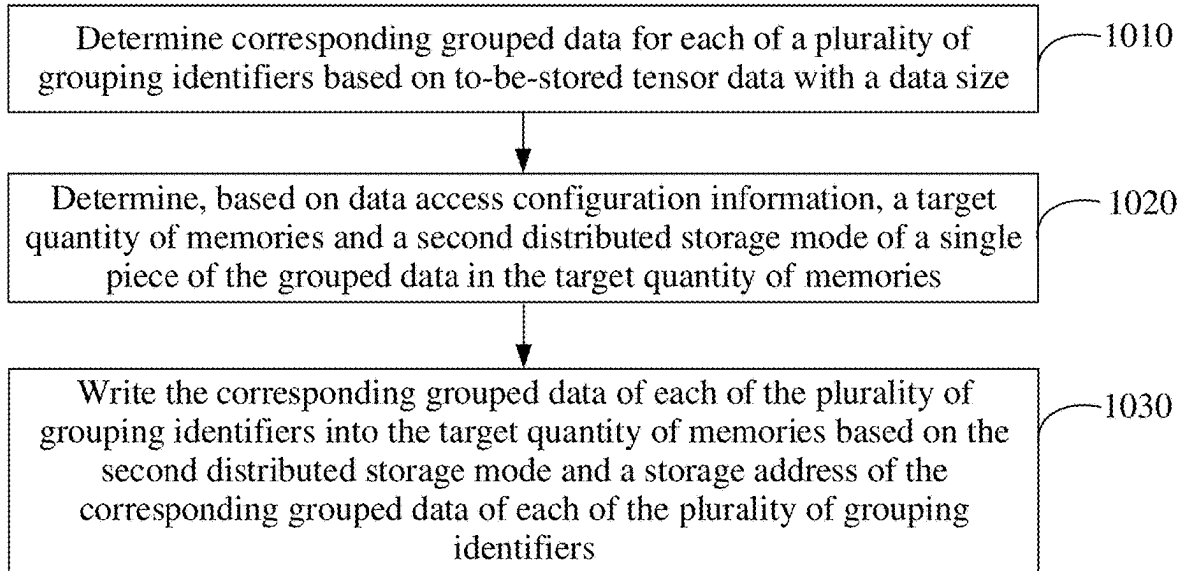 Determine corresponding grouped data for each of a plurality of
grouping identifiers based on to-be-stored tensor data with a data size
1010
Determine, based on data access configuration information, a target
quantity of memories and a second distributed storage mode of a single
piece of the grouped data in the target quantity of memories
1020
Write the corresponding grouped data of each of the plurality of
grouping identifiers into the target quantity of memories based on the
second distributed storage mode and a storage address of the
corresponding grouped data of each of the plurality of grouping
identifiers
1030